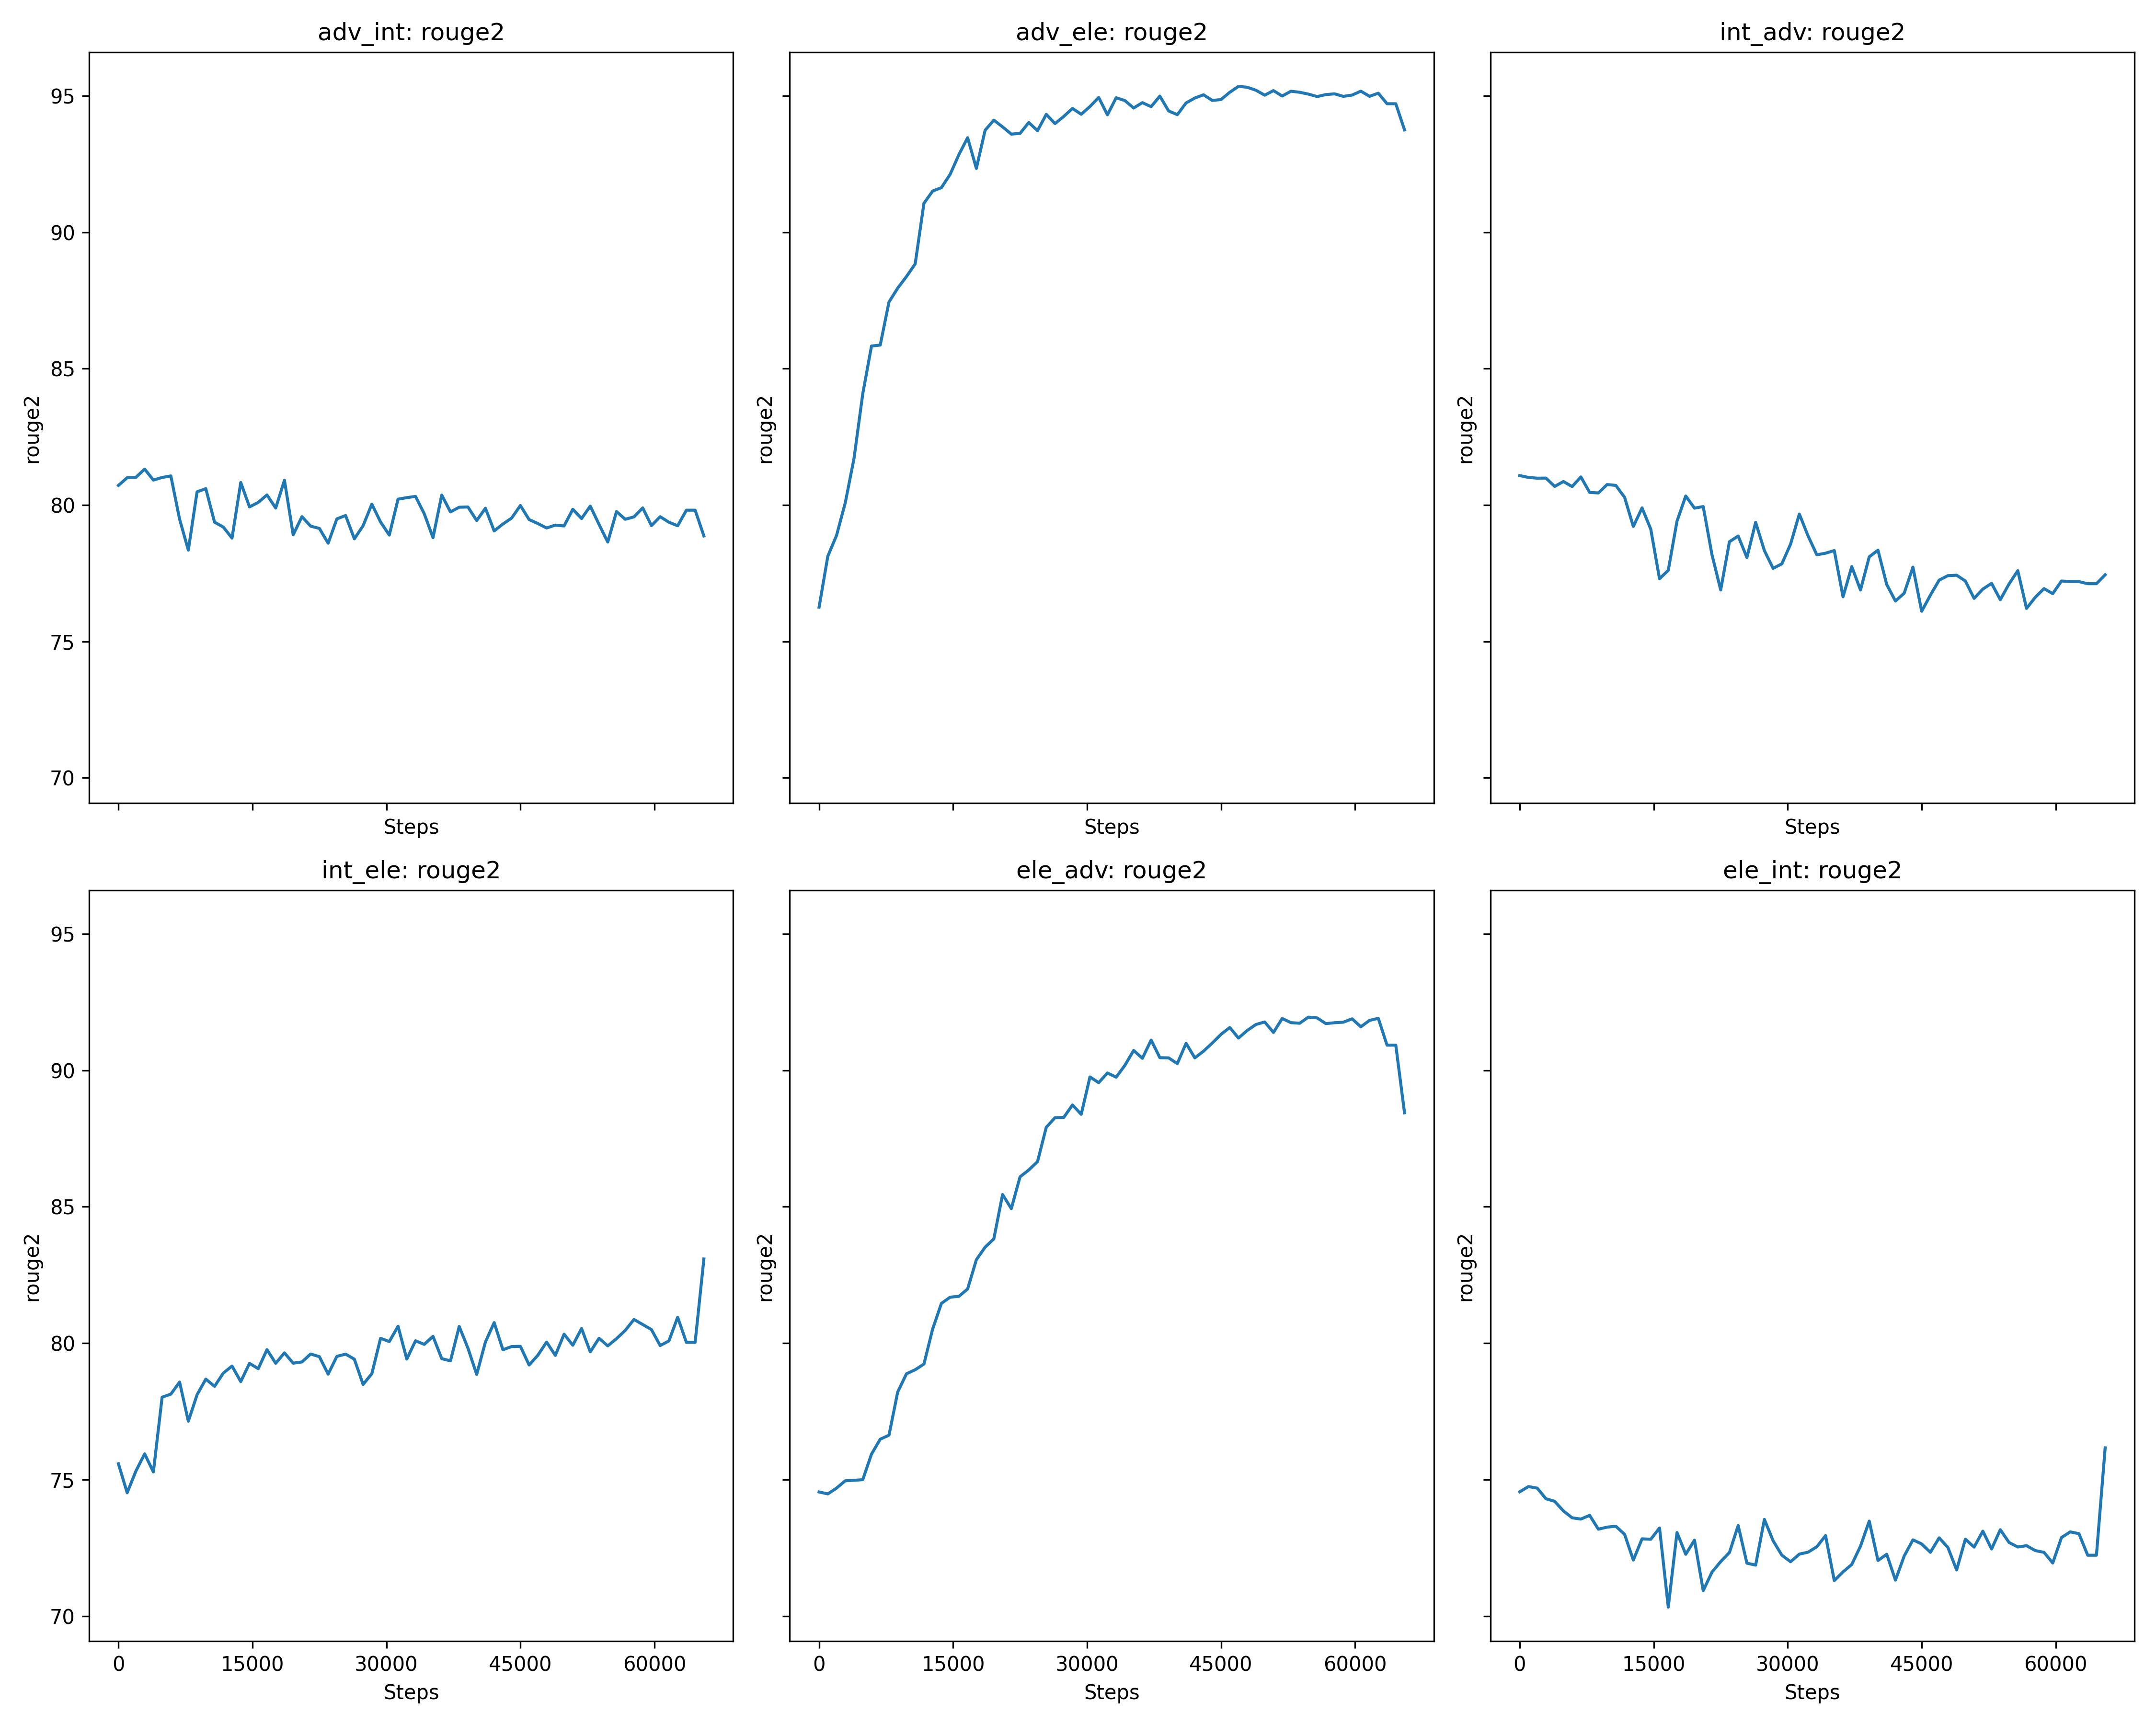 adv_int: rouge2
adv_ele: rouge2
int_adv: rouge2
95
90
85
80
75
70
rouge2
rouge2
rouge2
Steps
Steps
Steps
int_ele: rouge2
ele_adv: rouge2
ele_int: rouge2
95
90
85
80
75
70
rouge2
rouge2
rouge2
0 15000 30000 45000 60000
0 15000 30000 45000 60000
0 15000 30000 45000 60000
Steps
Steps
Steps